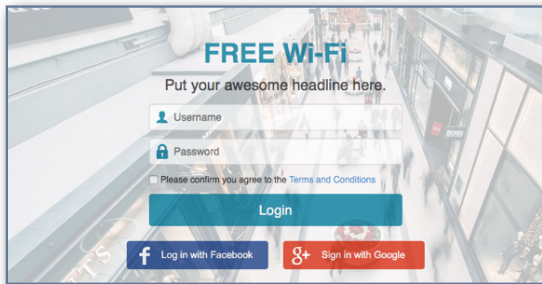 FREE Wi-Fi
Put your awesome headline here.
Username
Password
Please confirm you agree to the Terms and Conditions
Login
f Log in with Facebook
g+ Sign in with Google
BOSS